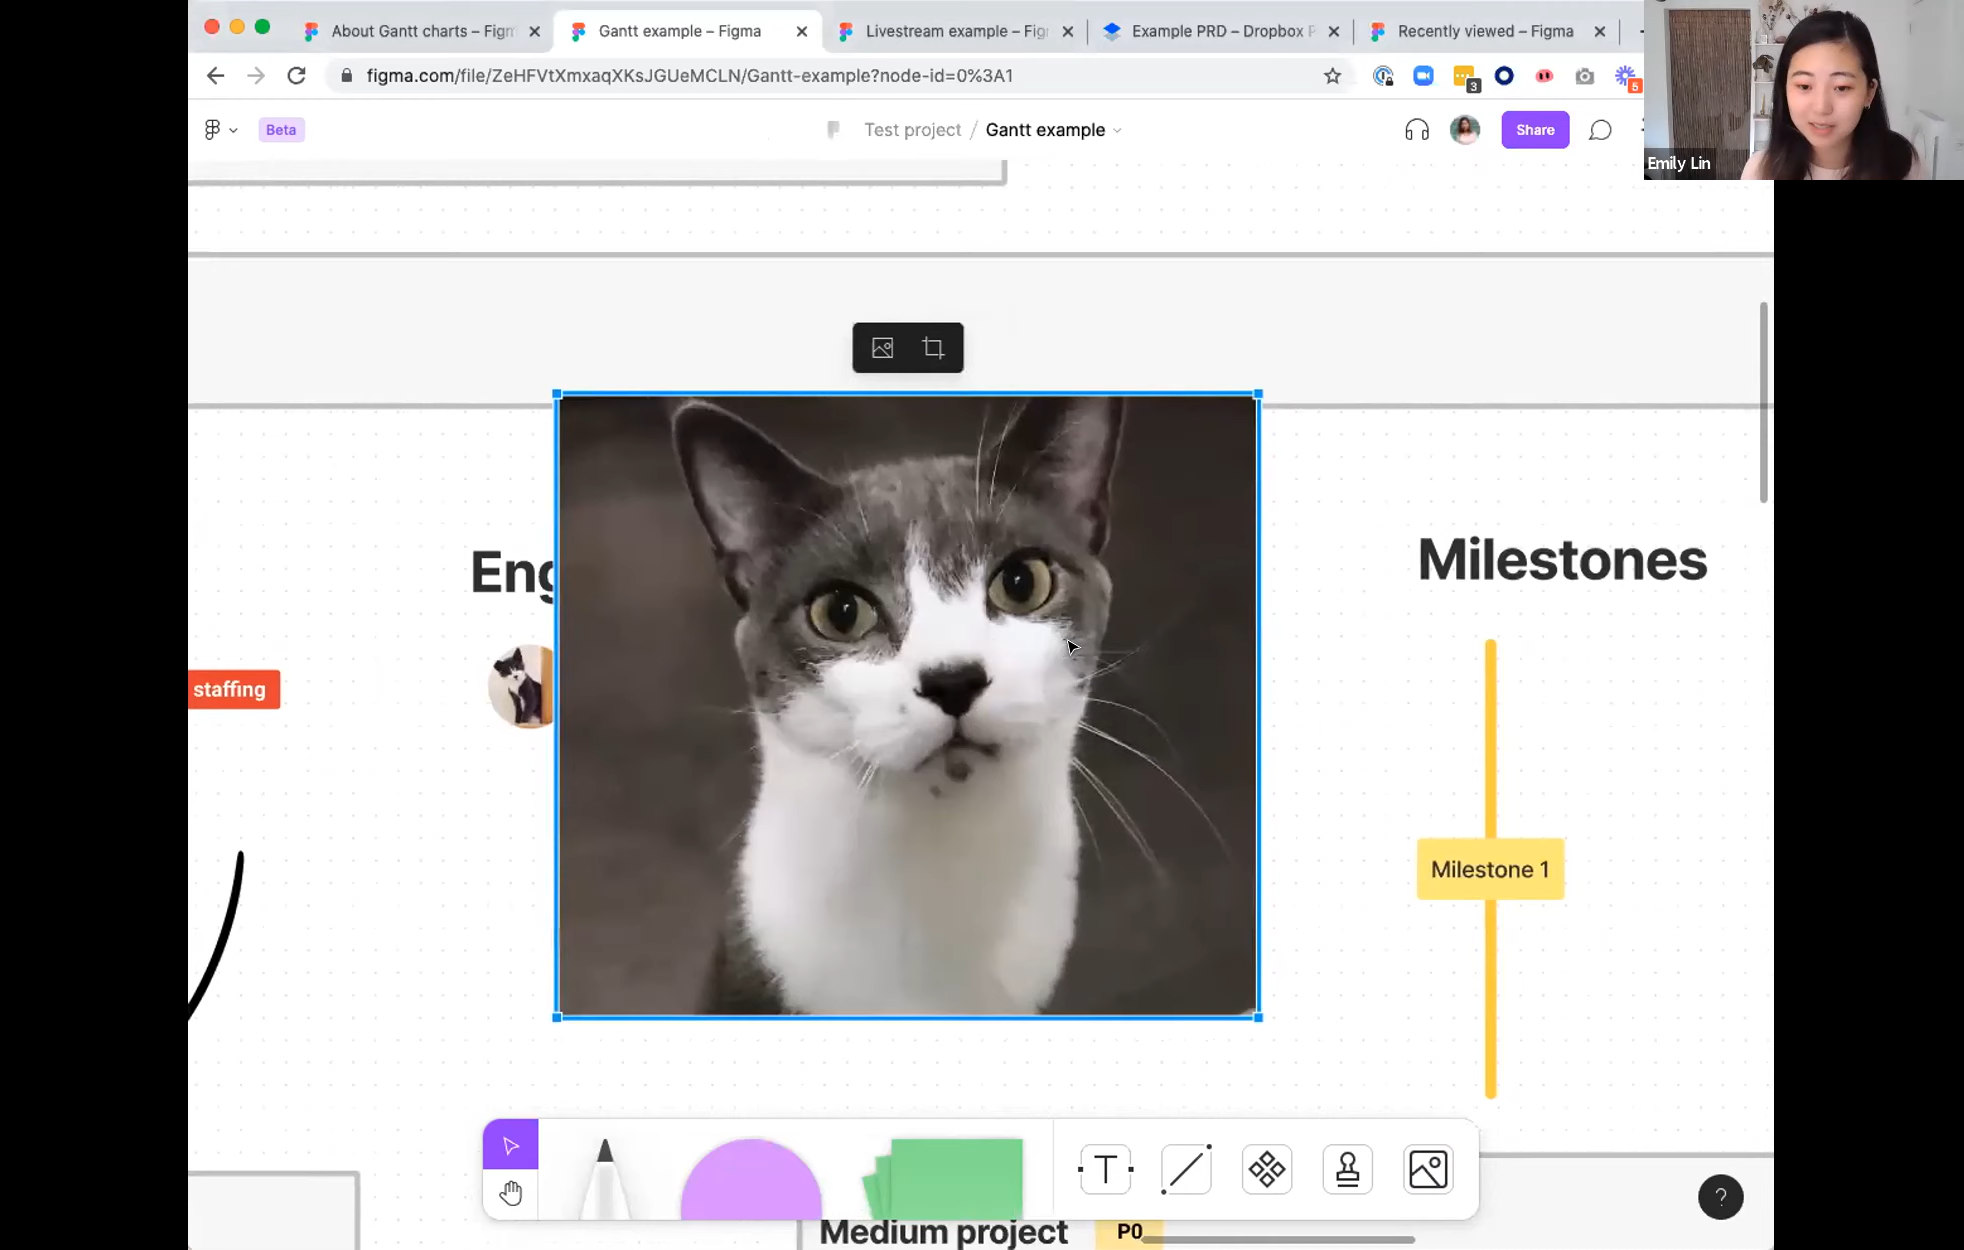 About Gantt charts – Figm
Gantt example – Figma
Livestream example – Fig
Example PRD – Dropbox P
Recently viewed – Figma
figma.com/file/ZeHFVtXmxaqXKsJGUeMCLN/Gantt-example?node-id=0%3A1
3
5
Beta
Test project / Gantt example
Share
Emily Lin
Eng
Milestones
staffing
Milestone 1
T
?
Medium project
P0